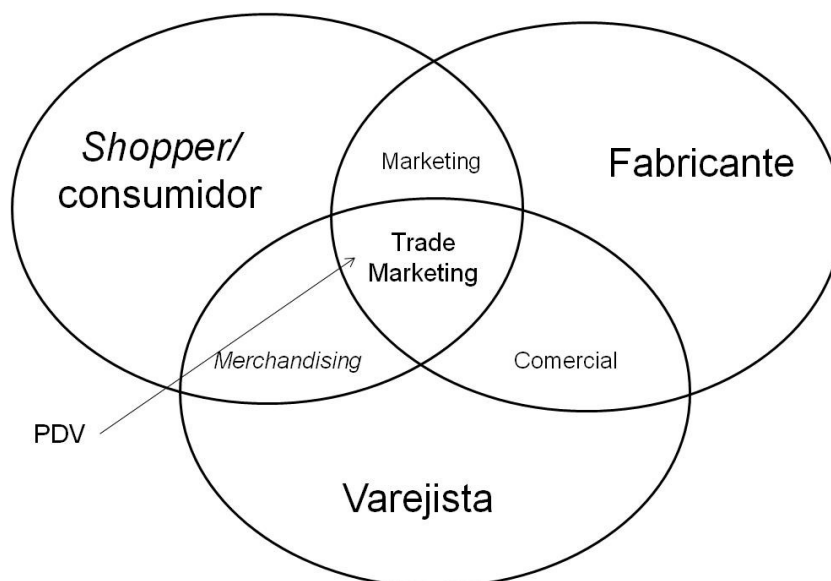 Shopper/
consumidor
Marketing
Fabricante
Trade
Marketing
Merchandising
Comercial
PDV
Varejista